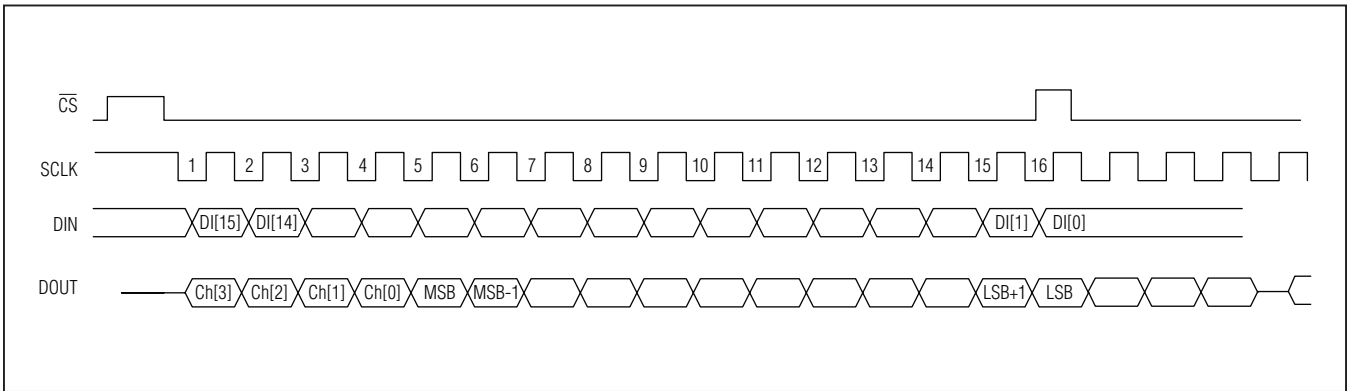 CS
SCLK 1 2 3 4 5 6 7 8 9 10 11 12 13 14 15 16
DIN DI[15] DI[14] DI[1] DI[0]
DOUT Ch[3] Ch[2] Ch[1] Ch[0] MSB MSB-1 LSB+1 LSB